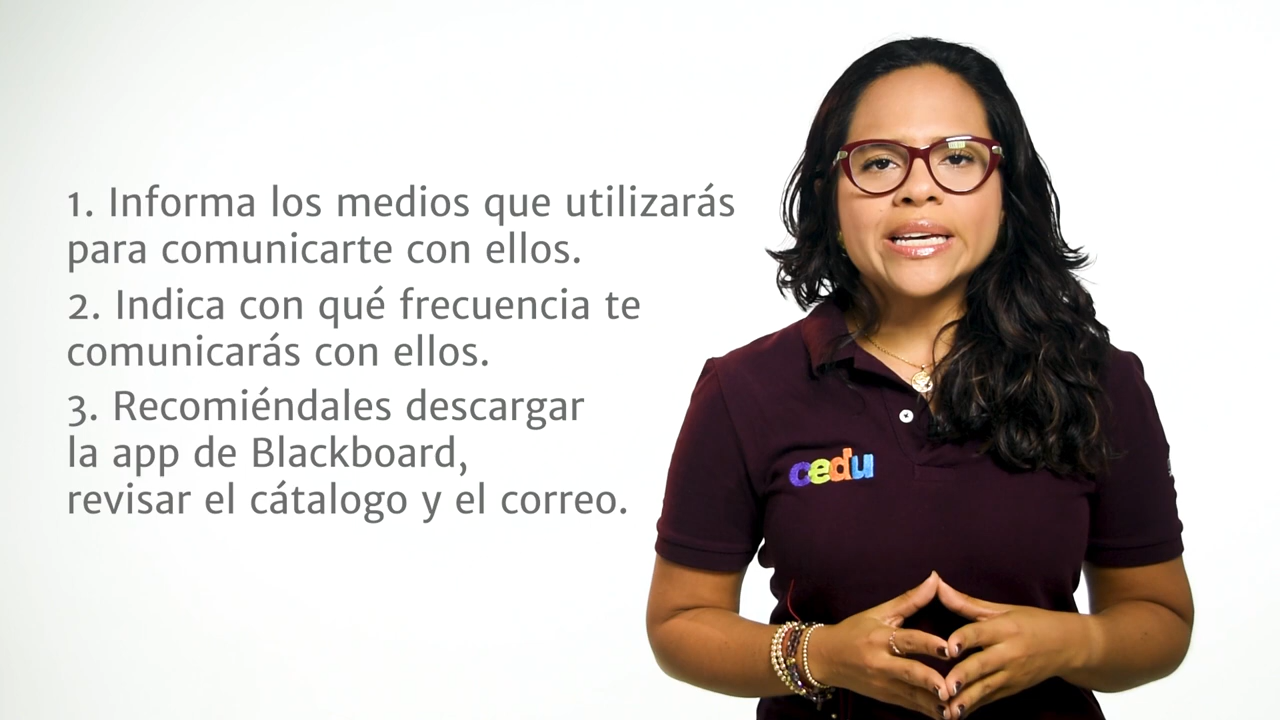 1. Informa los medios que utilizarás
para comunicarte con ellos.
2. Indica con qué frecuencia te
comunicarás con ellos.
3. Recomiéndales descargar
la app de Blackboard,
revisar el cátalogo y el correo.
cedu